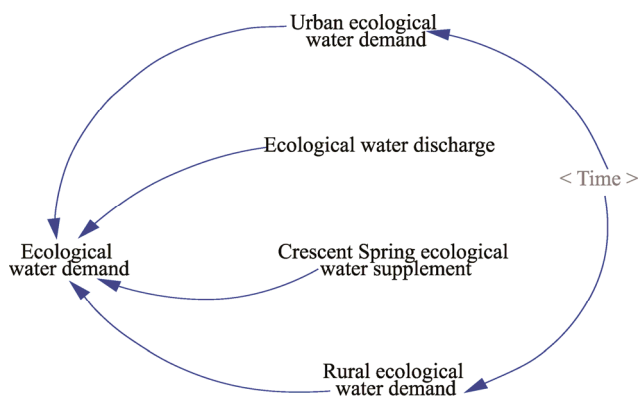 Urban ecological
water demand
Ecological water discharge
< Time >
Ecological
water demand
Crescent Spring ecological
water supplement
Rural ecological
water demand